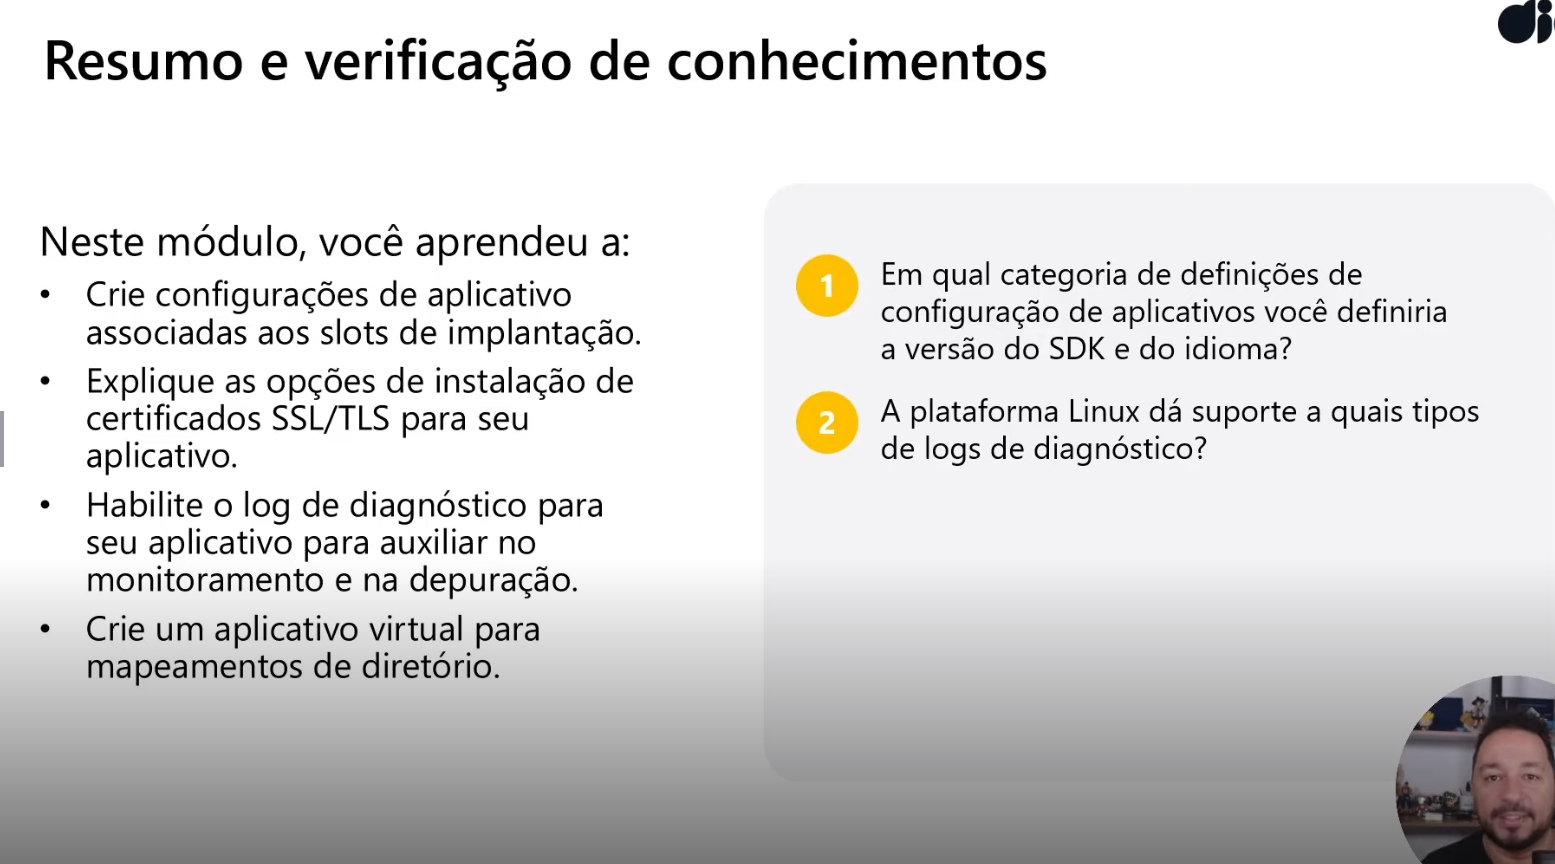 Resumo e verificação de conhecimentos
Neste módulo, você aprendeu a:
• Crie configurações de aplicativo
associadas aos slots de implantação.
• Explique as opções de instalação de
certificados SSL/TLS para seu
aplicativo.
• Habilite o log de diagnóstico para
seu aplicativo para auxiliar no
monitoramento e na depuração.
• Crie um aplicativo virtual para
mapeamentos de diretório.
1 Em qual categoria de definições de
configuração de aplicativos você definiria
a versão do SDK e do idioma?
2 A plataforma Linux dá suporte a quais tipos
de logs de diagnóstico?